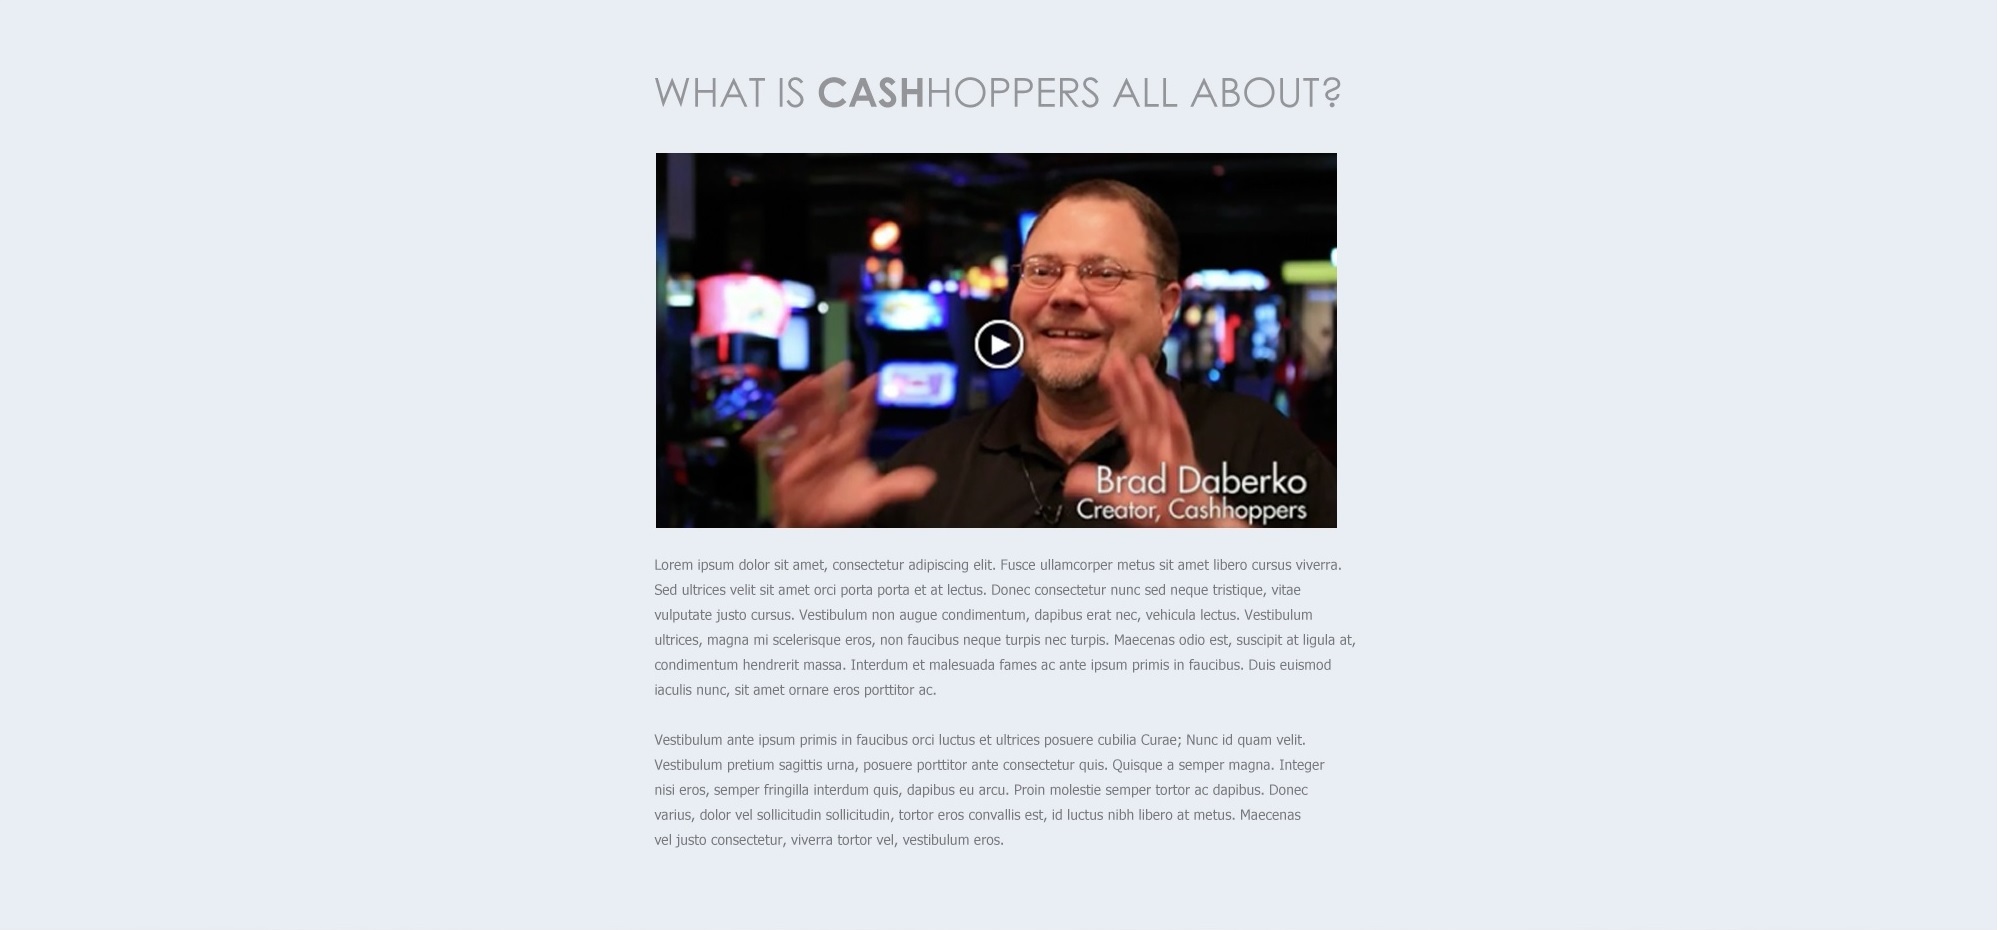 WHAT IS CASHHOPPERS ALL ABOUT?
Brad Daberko
Creator, Cashhoppers
Lorem ipsum dolor sit amet, consectetur adipiscing elit. Fusce ullamcorper metus sit amet libero cursus viverra.
Sed ultrices velit sit amet orci porta porta et at lectus. Donec consectetur nunc sed neque tristique, vitae
vulputate justo cursus. Vestibulum non augue condimentum, dapibus erat nec, vehicula lectus. Vestibulum
ultrices, magna mi scelerisque eros, non faucibus neque turpis nec turpis. Maecenas odio est, suscipit at ligula at,
condimentum hendrerit massa. Interdum et malesuada fames ac ante ipsum primis in faucibus. Duis euismod
iaculis nunc, sit amet ornare eros porttitor ac.
Vestibulum ante ipsum primis in faucibus orci luctus et ultrices posuere cubilia Curae; Nunc id quam velit.
Vestibulum pretium sagittis urna, posuere porttitor ante consectetur quis. Quisque a semper magna. Integer
nisi eros, semper fringilla interdum quis, dapibus eu arcu. Proin molestie semper tortor ac dapibus. Donec
varius, dolor vel sollicitudin sollicitudin, tortor eros convallis est, id luctus nibh libero at metus. Maecenas
vel justo consectetur, viverra tortor vel, vestibulum eros.